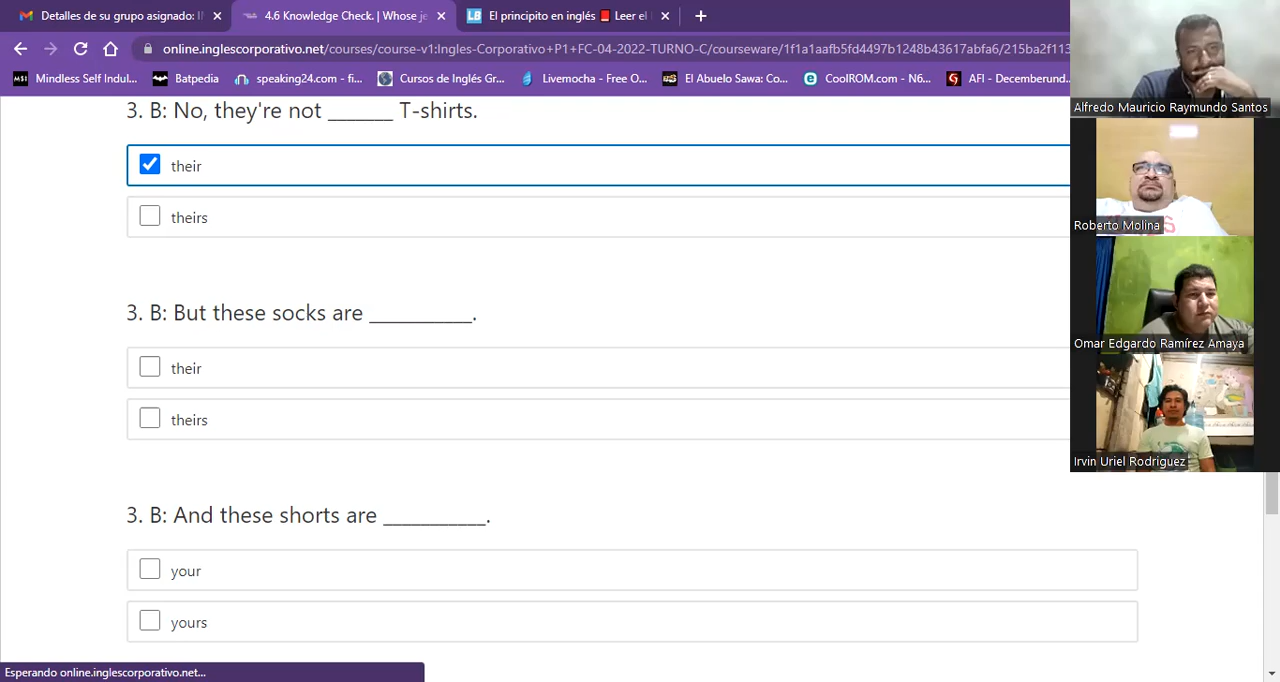 Detalles de su grupo asignado: I
4.6 Knowledge Check. | Whose je
El principito en inglés 📕 Leer el
online.inglescorporativo.net/courses/course-v1:Ingles-Corporativo+P1+FC-04-2022-TURNO-C/courseware/1f1a1aafb5fd4497b1248b43617abfa6/215ba2f113
Mindless Self Indul... Batpedia speaking24.com - fi... Cursos de Inglés Gr... Livemocha - Free O... El Abuelo Sawa: Co... CoolROM.com - N6... AFI - Decemberund...
3. B: No, they're not _______ T-shirts.
their
theirs
3. B: But these socks are ___________.
their
theirs
3. B: And these shorts are ___________.
your
yours
Esperando online.inglescorporativo.net...
Alfredo Mauricio Raymundo Santos
Roberto Molina
Omar Edgardo Ramírez Amaya
Irvin Uriel Rodriguez